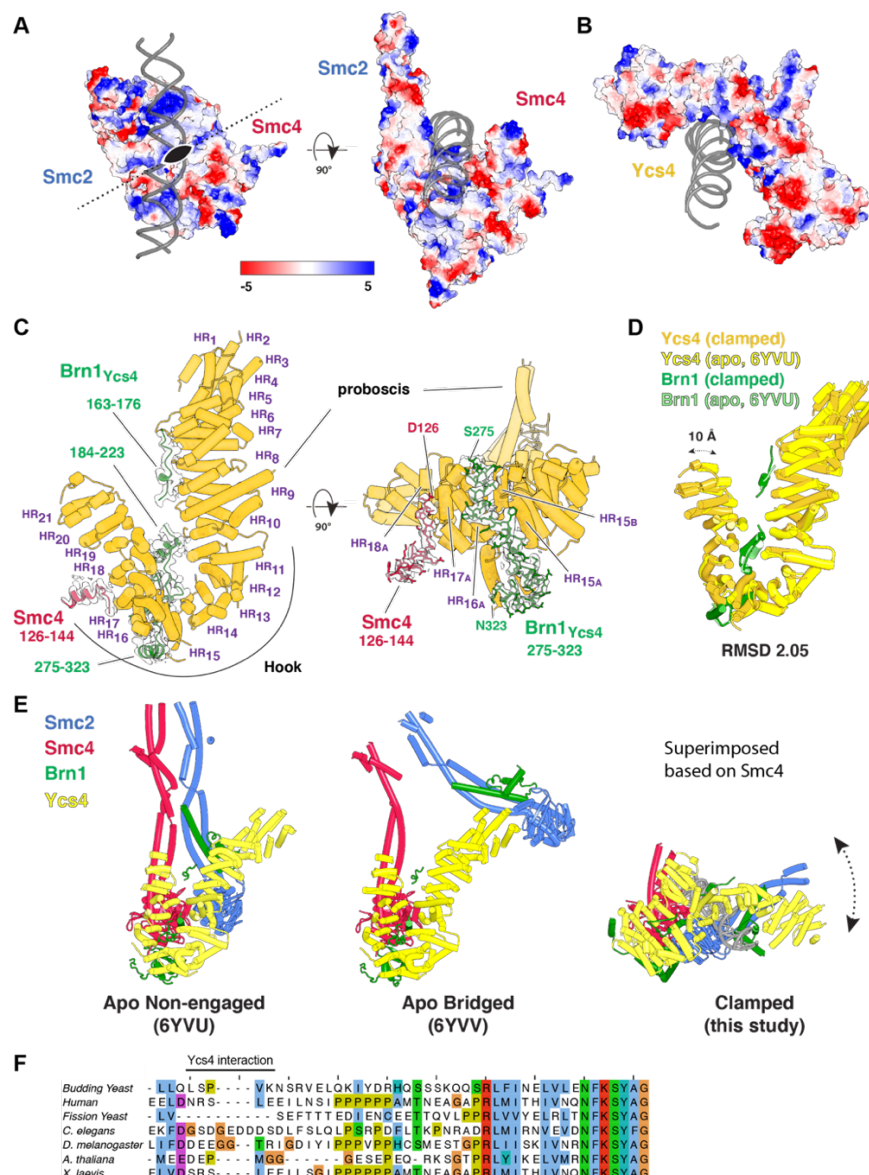 A
Smc2
Smc4
90°
Smc2
Smc4
-5
5
B
Ycs4
C
Brn1Ycs4
163-176
184-223
HR1
HR2
HR3
HR4
HR5
HR6
HR7
HR8
HR9
HR10
HR11
HR12
HR13
HR14
HR15
HR16
HR17
HR18
HR19
HR20
HR21
Smc4
126-144
275-323
Hook
proboscis
90°
D126
S275
HR15B
HR15A
HR18A
HR17A
HR16A
Smc4
126-144
N323
Brn1Ycs4
275-323
D
Ycs4 (clamped)
Ycs4 (apo, 6YVU)
Brn1 (clamped)
Brn1 (apo, 6YVU)
10 Å
RMSD 2.05
E
Smc2
Smc4
Brn1
Ycs4
Superimposed
based on Smc4
Apo Non-engaged
(6YVU)
Apo Bridged
(6YVV)
Clamped
(this study)
F
Ycs4 interaction
Budding Yeast - L L Q L S P - - - - - V K N S R V E L Q K I Y D R H Q S S S K Q Q S R L F I N E L V L E N F K S Y A G
Human E E L D N R S - - - - - L E E I L N S I P P P P P P A M T N E A G A P R L M I T H I V N Q N F K S Y A G
Fission Yeast
C. elegans
D. melanogaster
A. thaliana
X. laevis